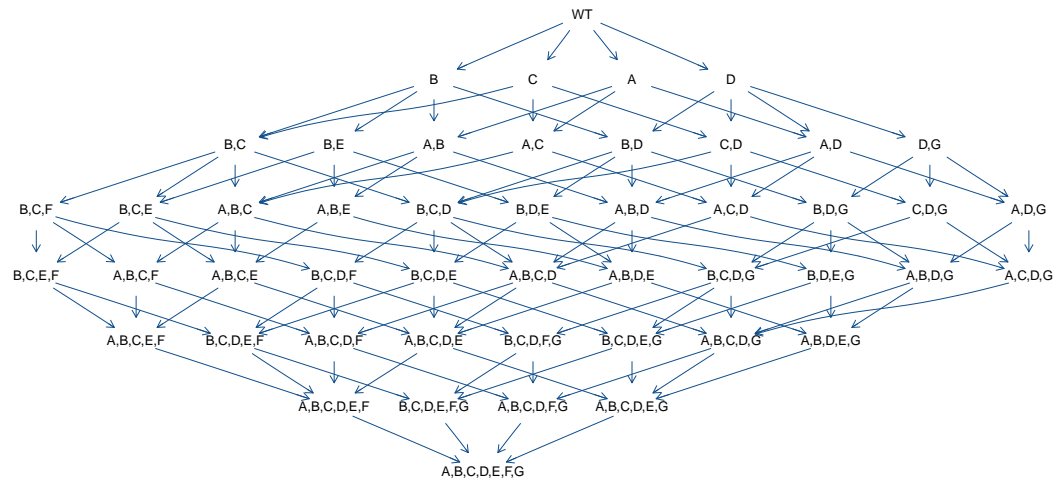 WT
B C A D
B,C B,E A,B A,C B,D C,D A,D D,G
B,C,F B,C,E A,B,C A,B,E B,C,D B,D,E A,B,D A,C,D B,D,G C,D,G A,D,G
B,C,E,F A,B,C,F A,B,C,E B,C,D,F B,C,D,E A,B,C,D A,B,D,E B,C,D,G B,D,E,G A,B,D,G A,C,D,G
A,B,C,E,F B,C,D,E,F A,B,C,D,F A,B,C,D,E B,C,D,F,G B,C,D,E,G A,B,C,D,G A,B,D,E,G
A,B,C,D,E,F B,C,D,E,F,G A,B,C,D,F,G A,B,C,D,E,G
A,B,C,D,E,F,G